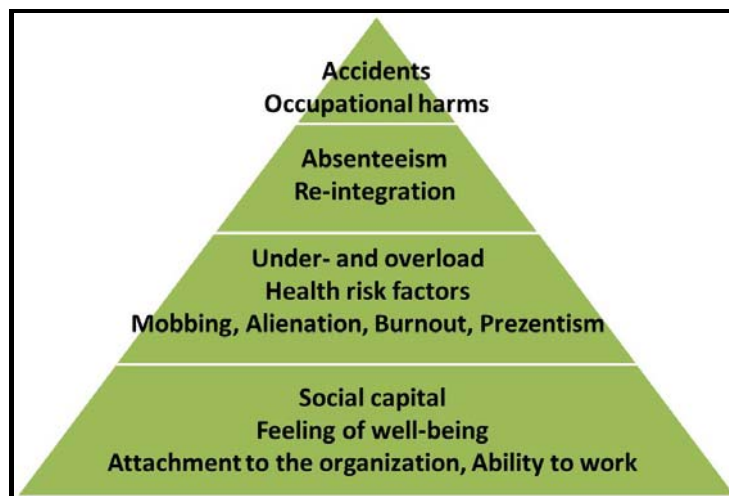 Accidents
Occupational harms
Absenteeism
Re-integration
Under- and overload
Health risk factors
Mobbing, Alienation, Burnout, Prezentism
Social capital
Feeling of well-being
Attachment to the organization, Ability to work